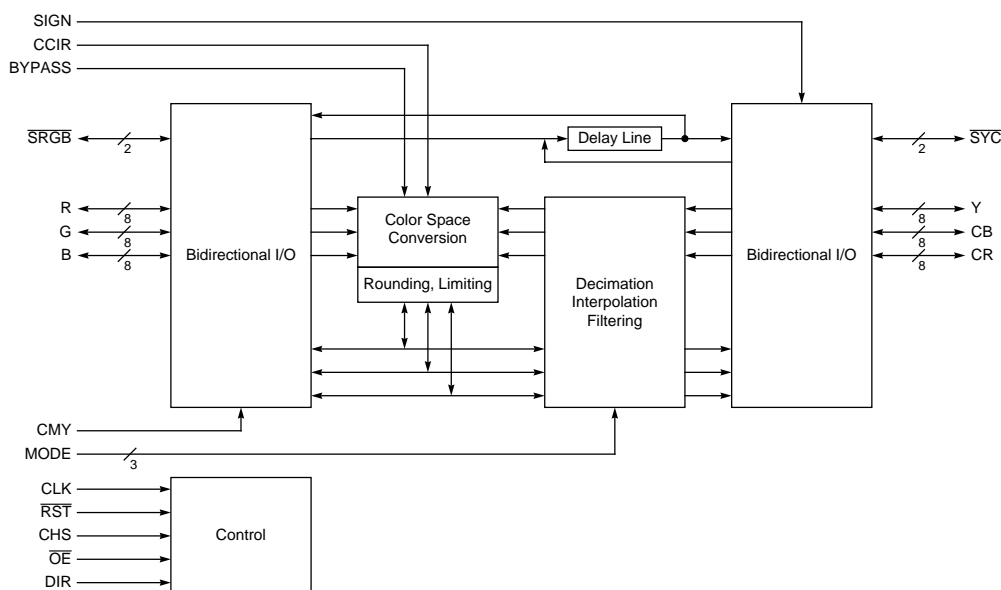 SIGN
CCIR
BYPASS
SRGB
2
Delay Line
SYC
2
R
8
G
8
B
8
Bidirectional I/O
Color Space
Conversion
Rounding, Limiting
Decimation
Interpolation
Filtering
Bidirectional I/O
Y
8
CB
8
CR
8
CMY
MODE
3
CLK
RST
CHS
OE
DIR
Control